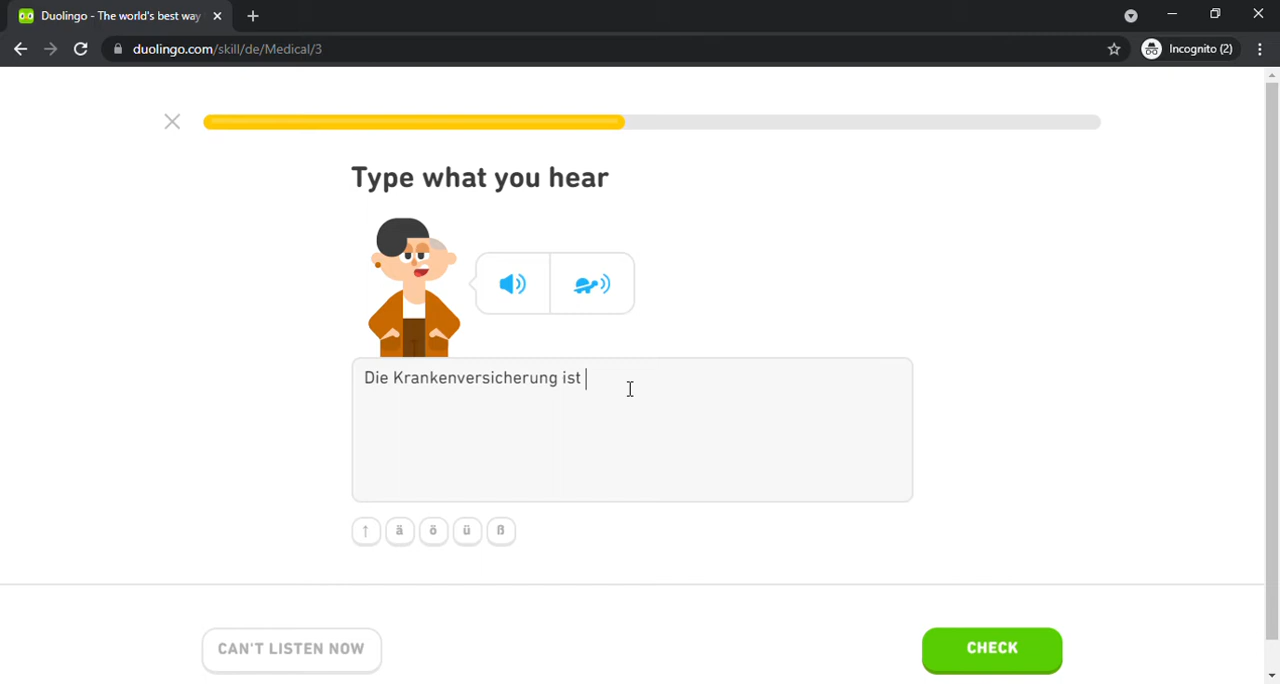 Duolingo - The world's best way
duolingo.com/skill/de/Medical/3
Incognito (2)
Type what you hear
Die Krankenversicherung ist
↑ ä ö ü ß
CAN'T LISTEN NOW
CHECK